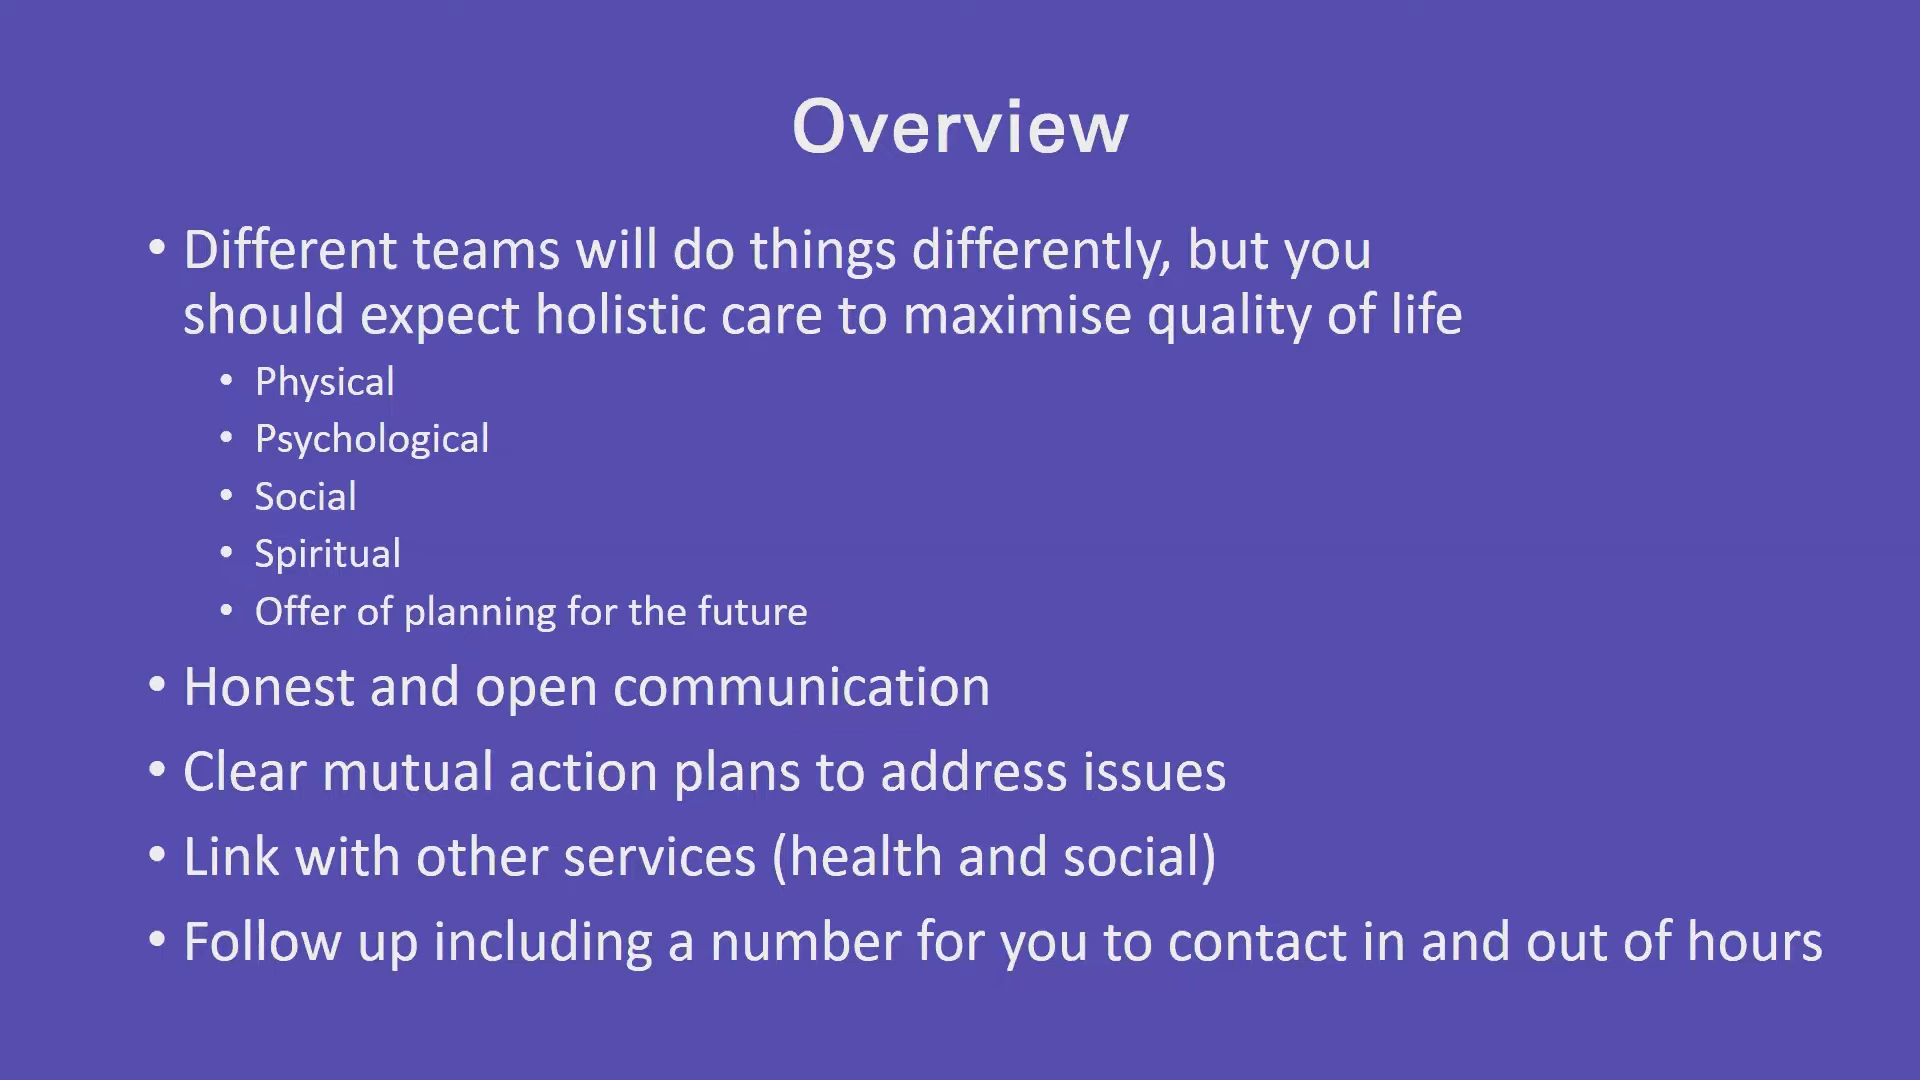 Overview
• Different teams will do things differently, but you
should expect holistic care to maximise quality of life
• Physical
• Psychological
• Social
• Spiritual
• Offer of planning for the future
• Honest and open communication
• Clear mutual action plans to address issues
• Link with other services (health and social)
• Follow up including a number for you to contact in and out of hours